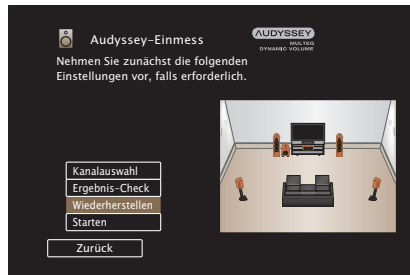 Audyssey-Einmess
AUDYSSEY
MULTEQ
DYNAMIC VOLUME
Nehmen Sie zunächst die folgenden
Einstellungen vor, falls erforderlich.
Kanalauswahl
Ergebnis-Check
Wiederherstellen
Starten
Zurück